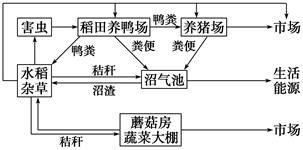 害虫 稻田养鸭场 鸭粪 养猪场 市场
鸭粪 粪便 粪便
水稻
杂草 秸秆 沼渣 沼气池 生活
能源
秸秆 蘑菇房
蔬菜大棚 市场